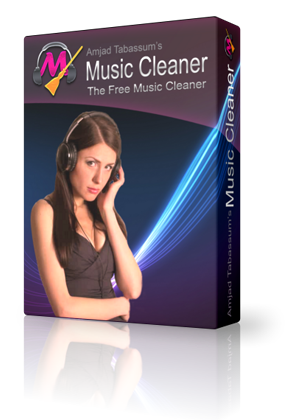 Amjad Tabassum's
Music Cleaner
The Free Music Cleaner
Amjad Tabassum's Music Cleaner
M